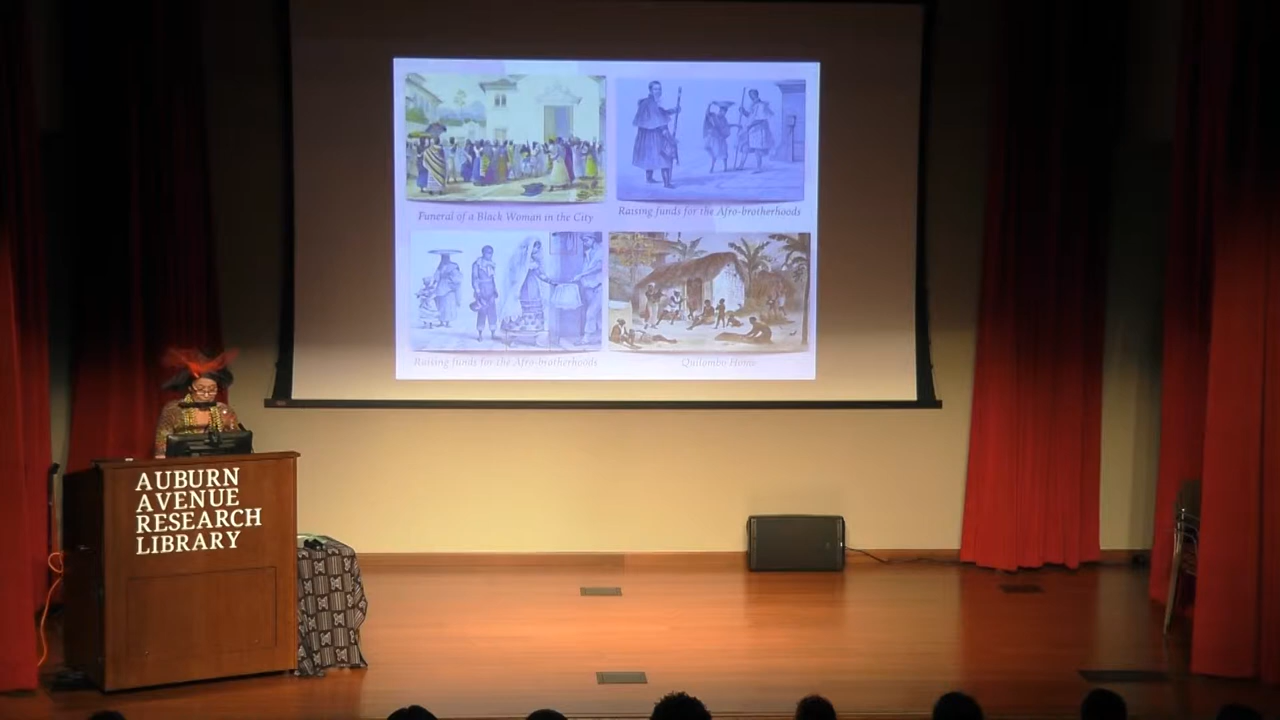 Funeral of a Black Woman in the City
Raising funds for the Afro-brotherhoods
Raising funds for the Afro-brotherhoods
Quilombo Home
AUBURN
AVENUE
RESEARCH
LIBRARY